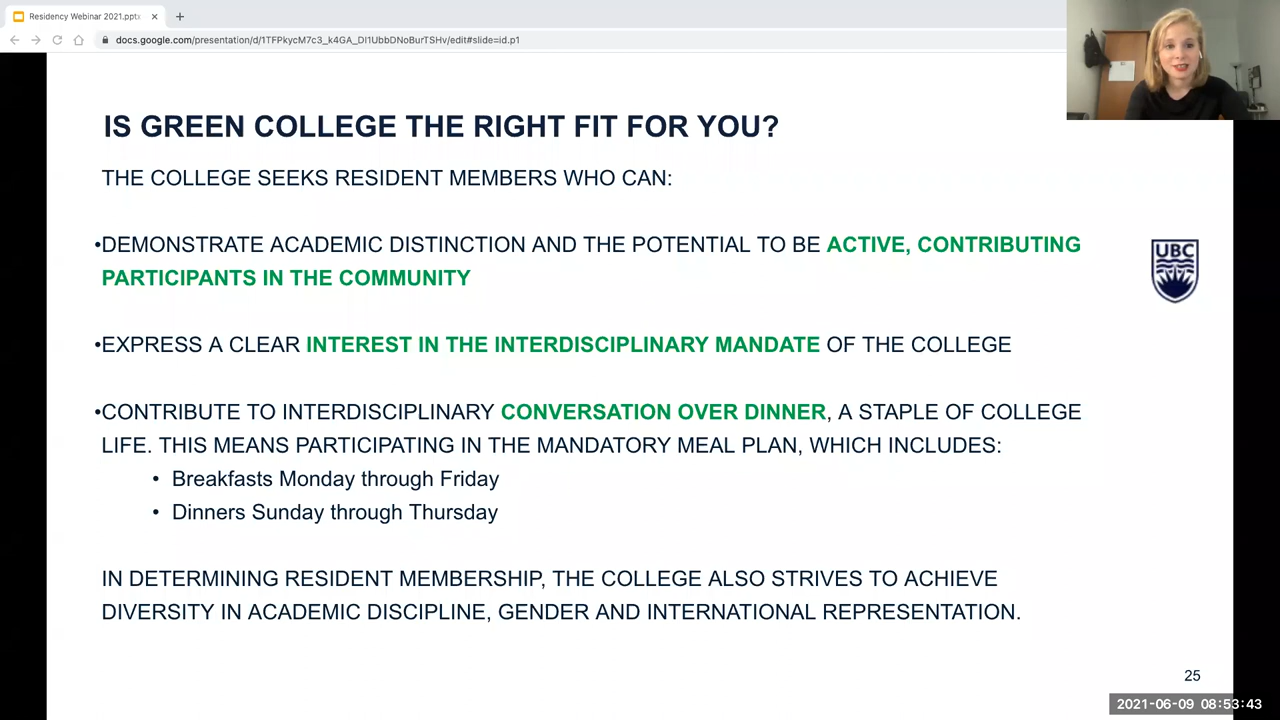 Residency Webinar 2021.pptx
docs.google.com/presentation/d/1TFPkycM7c3_k4GA_DI1UbbDNoBurTSHv/edit#slide=id.p1
IS GREEN COLLEGE THE RIGHT FIT FOR YOU?
THE COLLEGE SEEKS RESIDENT MEMBERS WHO CAN:
•DEMONSTRATE ACADEMIC DISTINCTION AND THE POTENTIAL TO BE ACTIVE, CONTRIBUTING
PARTICIPANTS IN THE COMMUNITY
UBC
•EXPRESS A CLEAR INTEREST IN THE INTERDISCIPLINARY MANDATE OF THE COLLEGE
•CONTRIBUTE TO INTERDISCIPLINARY CONVERSATION OVER DINNER, A STAPLE OF COLLEGE
LIFE. THIS MEANS PARTICIPATING IN THE MANDATORY MEAL PLAN, WHICH INCLUDES:
• Breakfasts Monday through Friday
• Dinners Sunday through Thursday
IN DETERMINING RESIDENT MEMBERSHIP, THE COLLEGE ALSO STRIVES TO ACHIEVE
DIVERSITY IN ACADEMIC DISCIPLINE, GENDER AND INTERNATIONAL REPRESENTATION.
25
2021-06-09 08:53:43